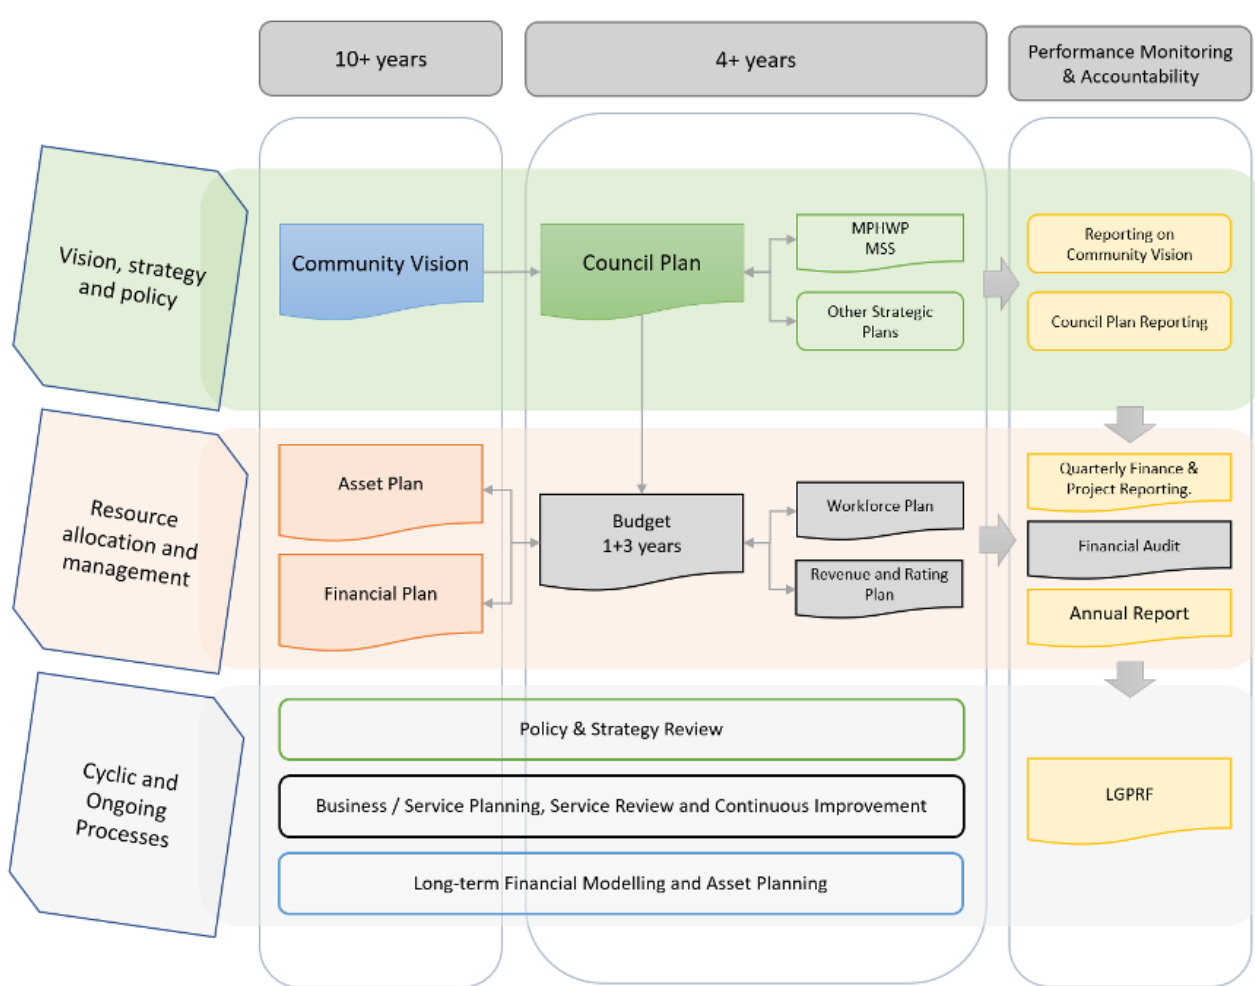 10+ years
4+ years
Performance Monitoring
& Accountability
Vision, strategy
and policy
Community Vision
Council Plan
MPHWP
MSS
Other Strategic
Plans
Reporting on
Community Vision
Council Plan Reporting
Resource
allocation and
management
Asset Plan
Financial Plan
Budget
1+3 years
Workforce Plan
Revenue and Rating
Plan
Quarterly Finance &
Project Reporting.
Financial Audit
Annual Report
Cyclic and
Ongoing
Processes
Policy & Strategy Review
Business / Service Planning, Service Review and Continuous Improvement
Long-term Financial Modelling and Asset Planning
LGPRF